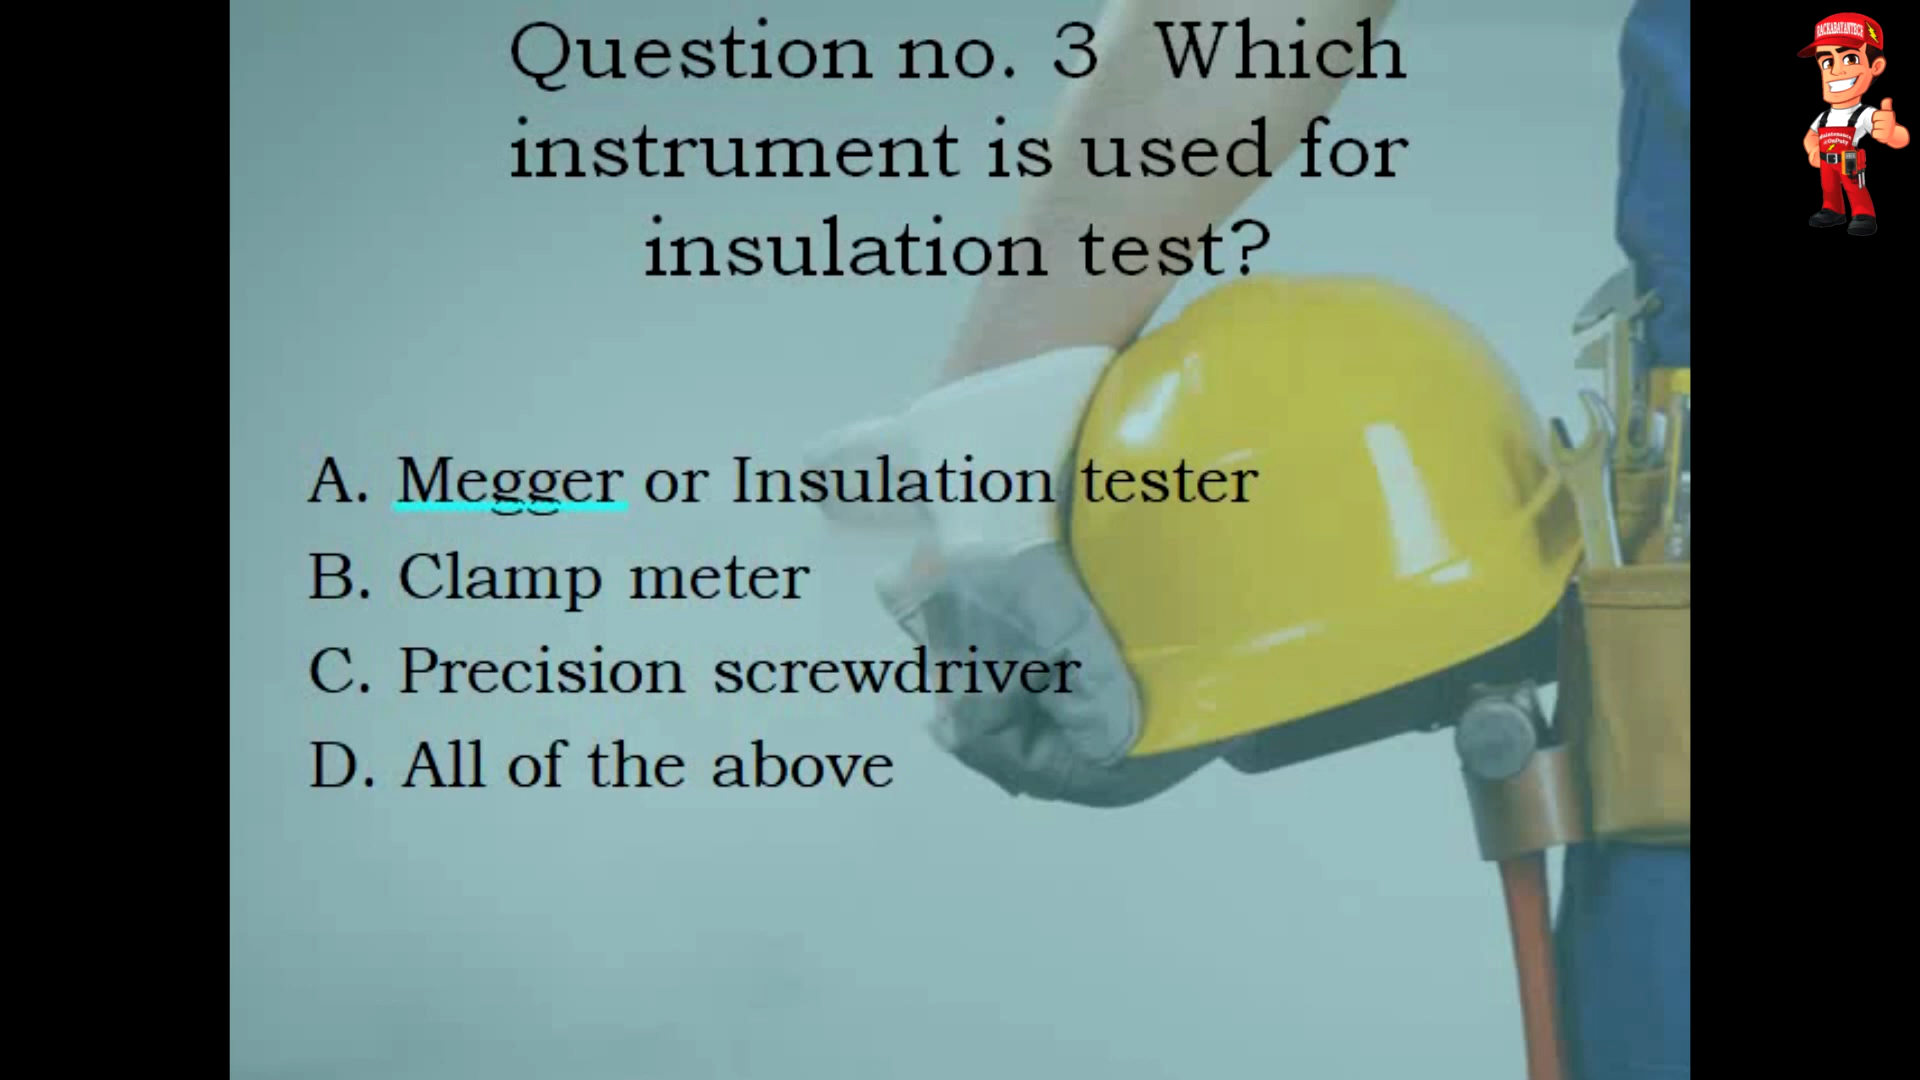 Question no. 3 Which
instrument is used for
insulation test?
A. Megger or Insulation tester
B. Clamp meter
C. Precision screwdriver
D. All of the above